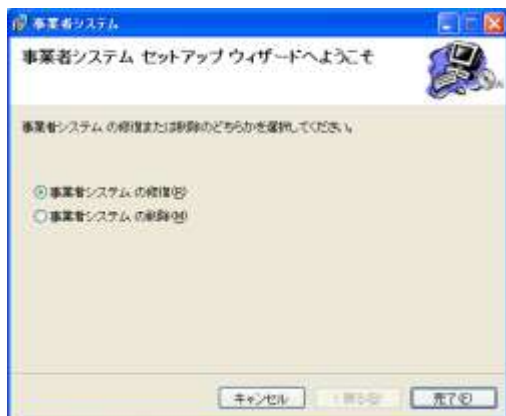 事業者システム
事業者システム セットアップ ウィザードへようこそ
事業者システム の修復または削除のどちらかを選択してください。
事業者システム の修復(R)
事業者システム の削除(M)
キャンセル
< 戻る(B)
完了(F)